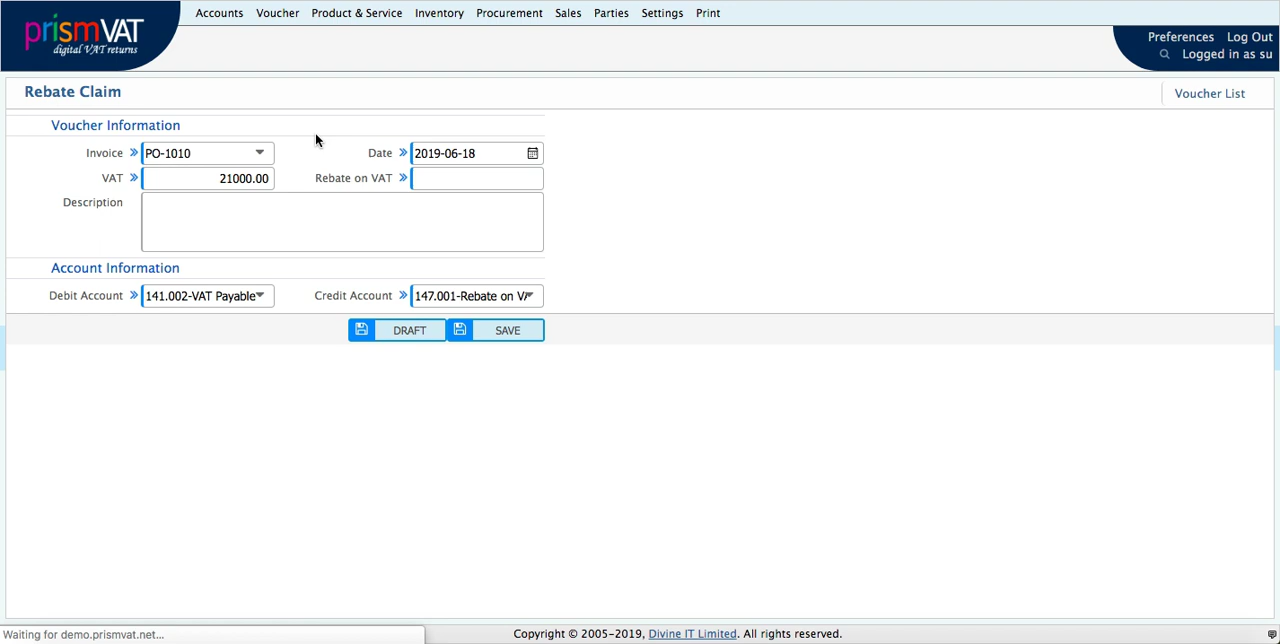 prismVAT
digital VAT returns
Accounts Voucher Product & Service Inventory Procurement Sales Parties Settings Print
Preferences Log Out
Logged in as su
Rebate Claim
Voucher List
Voucher Information
Invoice » PO-1010 Date » 2019-06-18
VAT » 21000.00 Rebate on VAT »
Description
Account Information
Debit Account » 141.002-VAT Payable Credit Account » 147.001-Rebate on VA
DRAFT SAVE
Waiting for demo.prismvat.net...
Copyright © 2005-2019, Divine IT Limited. All rights reserved.